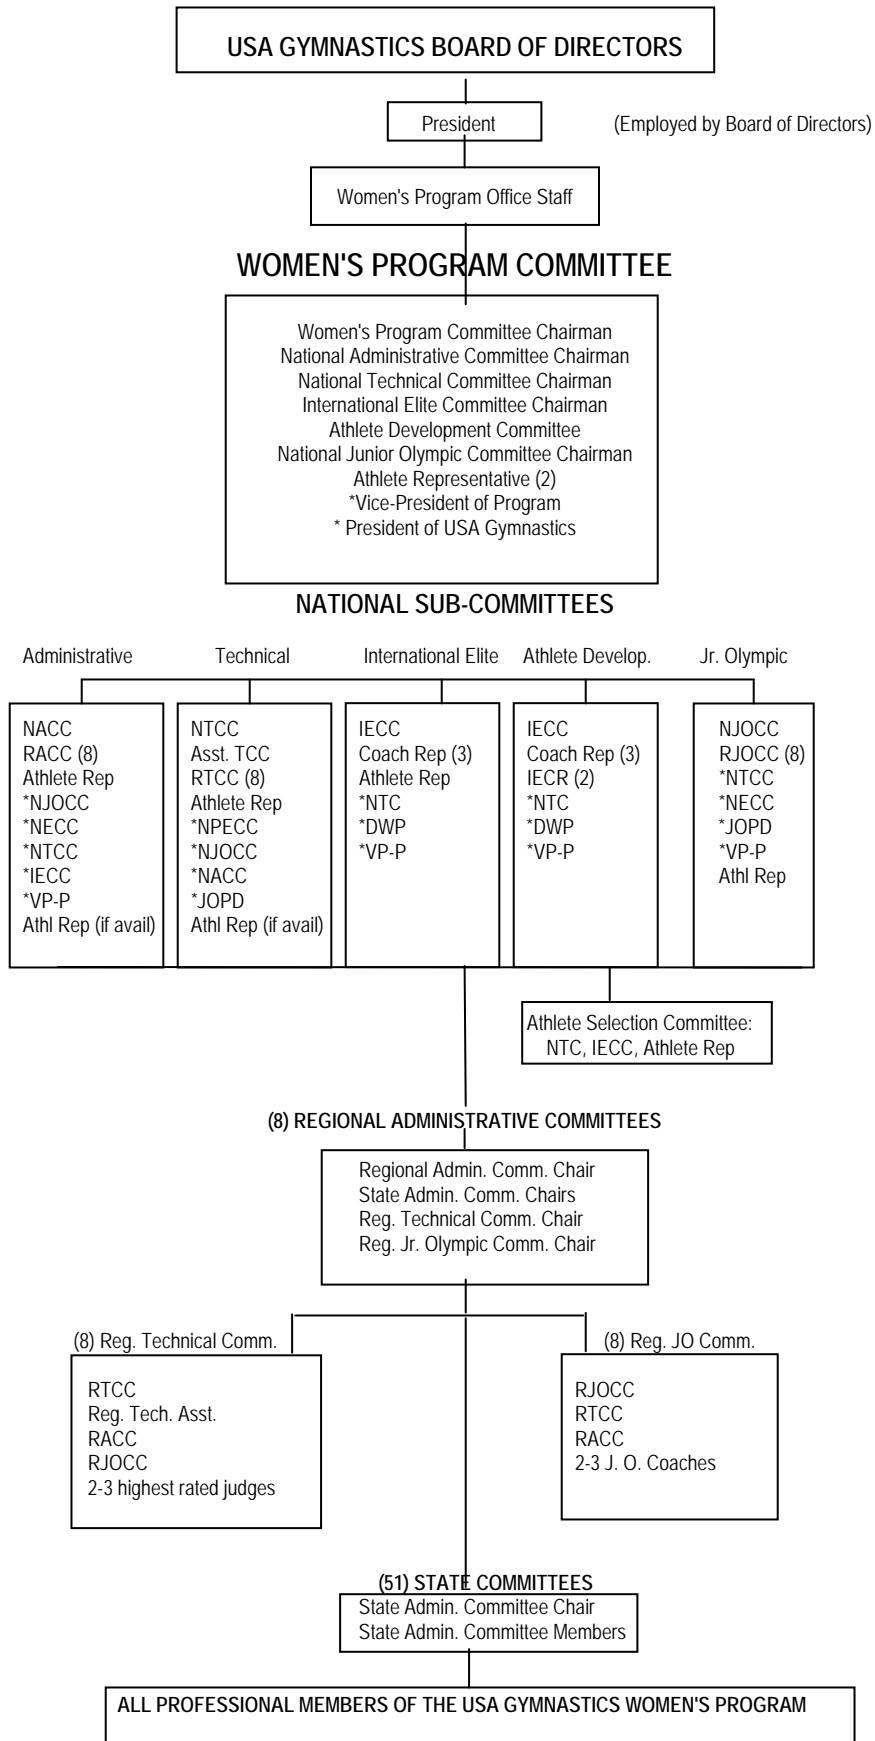 USA GYMNASTICS BOARD OF DIRECTORS
President
(Employed by Board of Directors)
Women's Program Office Staff
WOMEN'S PROGRAM COMMITTEE
Women's Program Committee Chairman
National Administrative Committee Chairman
National Technical Committee Chairman
International Elite Committee Chairman
Athlete Development Committee
National Junior Olympic Committee Chairman
Athlete Representative (2)
*Vice-President of Program
* President of USA Gymnastics
NATIONAL SUB-COMMITTEES
Administrative
NACC
RACC (8)
Athlete Rep
*NJOCC
*NECC
*NTCC
*IECC
*VP-P
Athl Rep (if avail)
Technical
NTCC
Asst. TCC
RTCC (8)
Athlete Rep
*NPECC
*NJOCC
*NACC
*JOPD
Athl Rep (if avail)
International Elite
IECC
Coach Rep (3)
Athlete Rep
*NTC
*DWP
*VP-P
Athlete Develop.
IECC
Coach Rep (3)
IECR (2)
*NTC
*DWP
*VP-P
Jr. Olympic
NJOCC
RJOCC (8)
*NTCC
*NECC
*JOPD
*VP-P
Athl Rep
Athlete Selection Committee:
NTC, IECC, Athlete Rep
(8) REGIONAL ADMINISTRATIVE COMMITTEES
Regional Admin. Comm. Chair
State Admin. Comm. Chairs
Reg. Technical Comm. Chair
Reg. Jr. Olympic Comm. Chair
(8) Reg. Technical Comm.
RTCC
Reg. Tech. Asst.
RACC
RJOCC
2-3 highest rated judges
(8) Reg. JO Comm.
RJOCC
RTCC
RACC
2-3 J. O. Coaches
(51) STATE COMMITTEES
State Admin. Committee Chair
State Admin. Committee Members
ALL PROFESSIONAL MEMBERS OF THE USA GYMNASTICS WOMEN'S PROGRAM